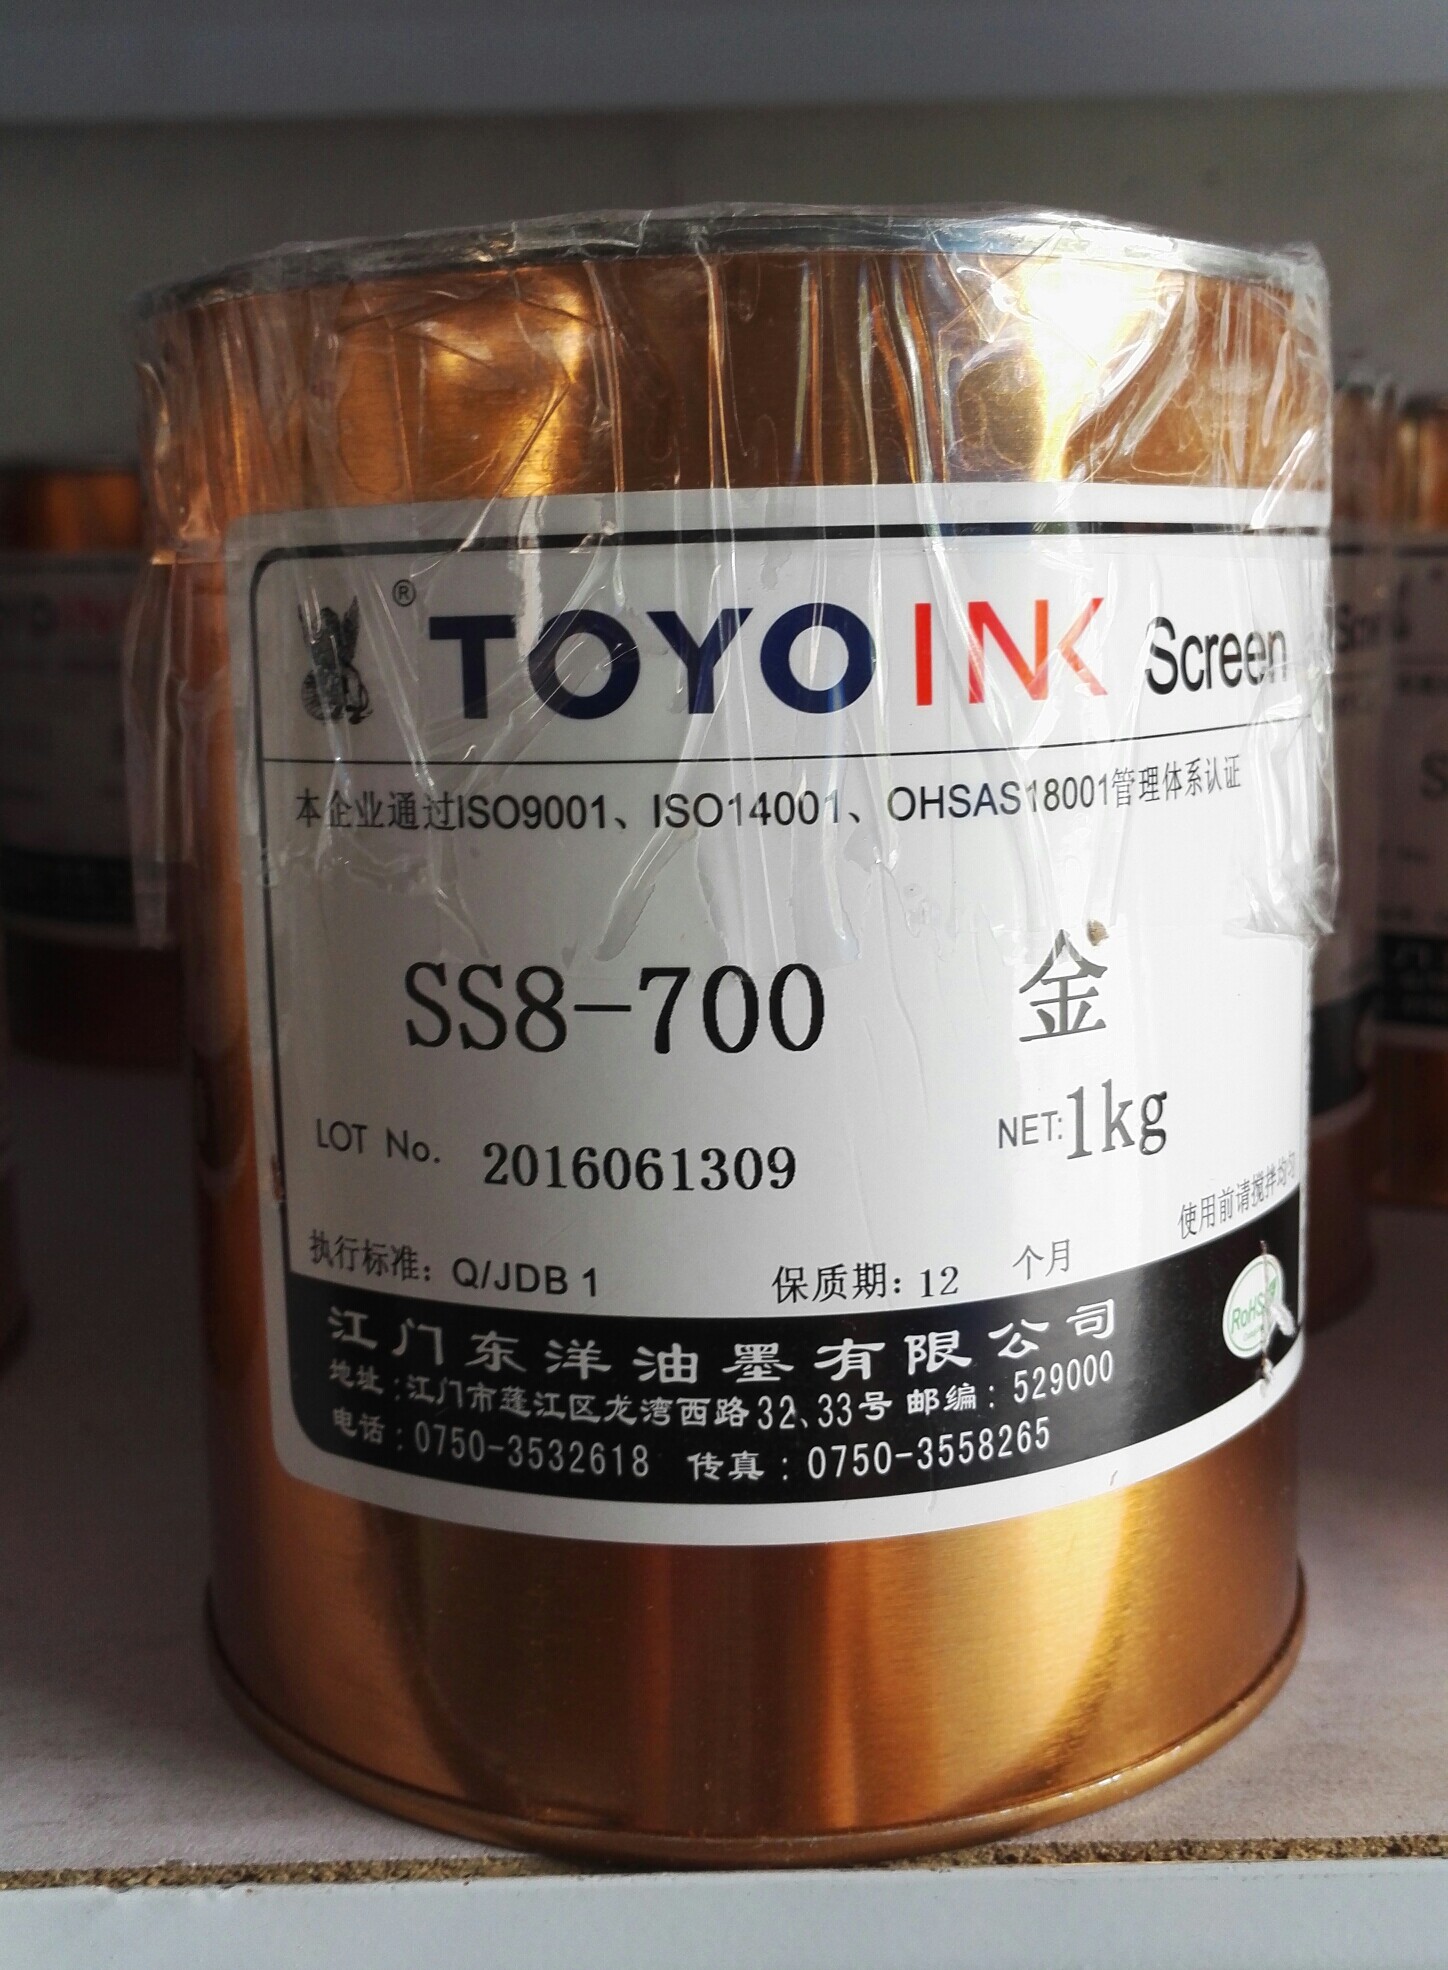 ® TOYO INK Screen
本企业通过ISO9001、ISO14001、OHSAS18001管理体系认证
SS8-700 金
LOT No. 2016061309 NET:1kg
使用前请搅拌均匀
执行标准：Q/JDB 1 保质期：12 个月
江门东洋油墨有限公司
RoHS
地址：江门市蓬江区龙湾西路32、33号 邮编：529000
电话：0750-3532618 传真：0750-3558265